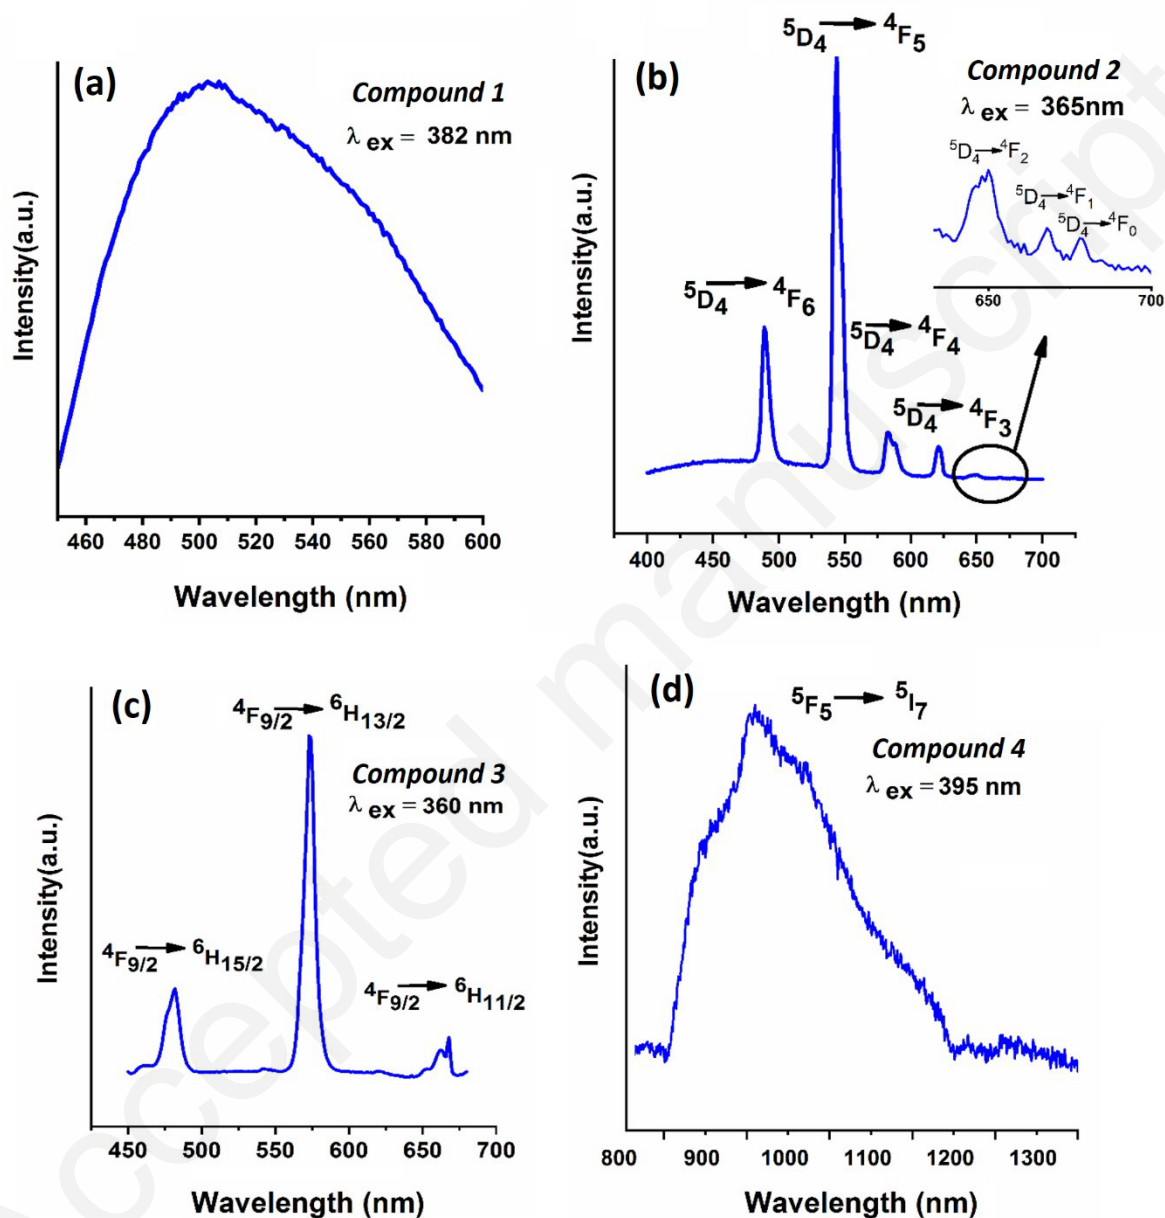 (a)
Compound 1
λ ex = 382 nm
Intensity(a.u.)
460 480 500 520 540 560 580 600
Wavelength (nm)
(b)
⁵D₄ → ⁴F₅
Compound 2
λ ex = 365nm
⁵D₄→⁴F₂
⁵D₄→⁴F₁
⁵D₄→⁴F₀
650 700
⁵D₄ → ⁴F₆
⁵D₄ → ⁴F₄
⁵D₄ → ⁴F₃
Intensity(a.u.)
400 450 500 550 600 650 700
Wavelength (nm)
(c)
⁴F₉/₂ → ⁶H₁₃/₂
Compound 3
λ ex = 360 nm
⁴F₉/₂ → ⁶H₁₅/₂
⁴F₉/₂ → ⁶H₁₁/₂
Intensity(a.u.)
450 500 550 600 650 700
Wavelength (nm)
(d)
⁵F₅ → ⁵I₇
Compound 4
λ ex = 395 nm
Intensity(a.u.)
800 900 1000 1100 1200 1300
Wavelength (nm)
Accepted manuscript